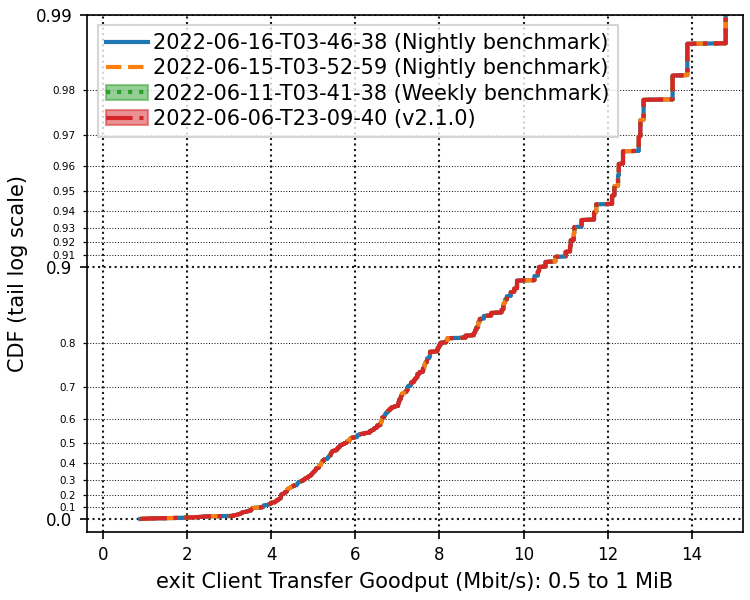 0.99
2022-06-16-T03-46-38 (Nightly benchmark)
2022-06-15-T03-52-59 (Nightly benchmark)
2022-06-11-T03-41-38 (Weekly benchmark)
2022-06-06-T23-09-40 (v2.1.0)
0.98
0.97
0.96
0.95
0.94
0.93
0.92
0.91
0.9
0.8
0.7
0.6
0.5
0.4
0.3
0.2
0.1
0.0
CDF (tail log scale)
0 2 4 6 8 10 12 14
exit Client Transfer Goodput (Mbit/s): 0.5 to 1 MiB